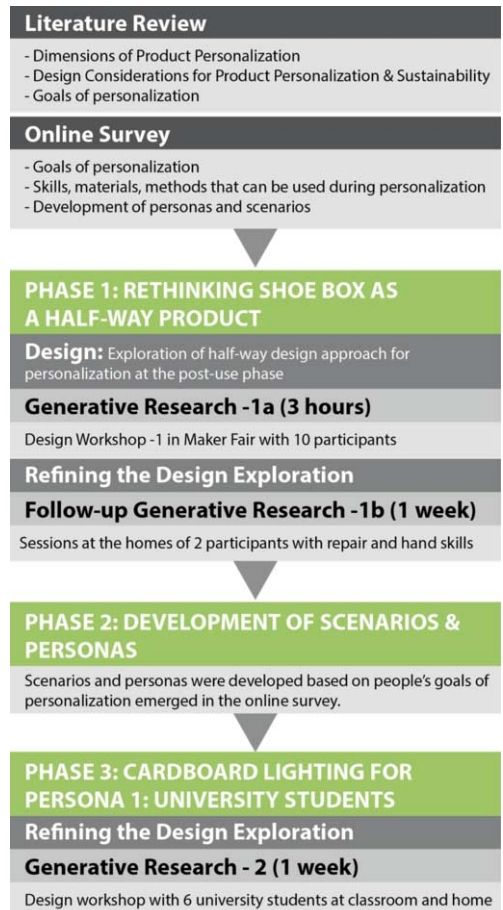 Literature Review
- Dimensions of Product Personalization
- Design Considerations for Product Personalization & Sustainability
- Goals of personalization
Online Survey
- Goals of personalization
- Skills, materials, methods that can be used during personalization
- Development of personas and scenarios
PHASE 1: RETHINKING SHOE BOX AS
A HALF-WAY PRODUCT
Design: Exploration of half-way design approach for
personalization at the post-use phase
Generative Research -1a (3 hours)
Design Workshop -1 in Maker Fair with 10 participants
Refining the Design Exploration
Follow-up Generative Research -1b (1 week)
Sessions at the homes of 2 participants with repair and hand skills
PHASE 2: DEVELOPMENT OF SCENARIOS &
PERSONAS
Scenarios and personas were developed based on people's goals of
personalization emerged in the online survey.
PHASE 3: CARDBOARD LIGHTING FOR
PERSONA 1: UNIVERSITY STUDENTS
Refining the Design Exploration
Generative Research - 2 (1 week)
Design workshop with 6 university students at classroom and home